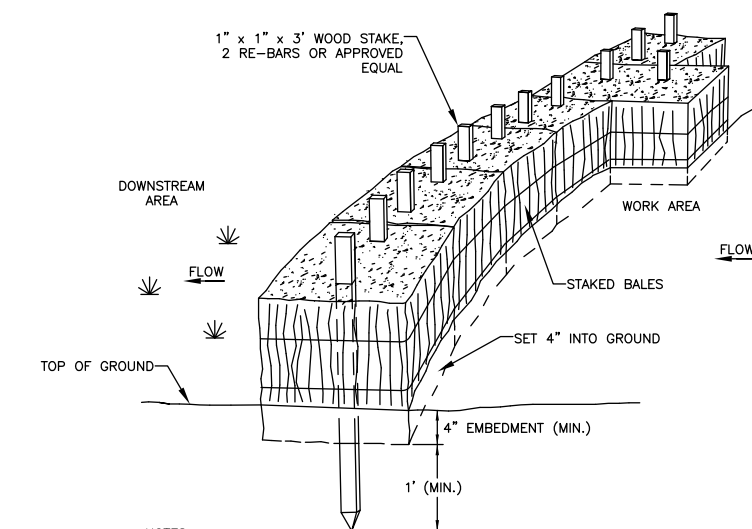 1" x 1" x 3' WOOD STAKE,
2 RE-BARS OR APPROVED
EQUAL
DOWNSTREAM
AREA
WORK AREA
FLOW
FLOW
STAKED BALES
SET 4" INTO GROUND
TOP OF GROUND
4" EMBEDMENT (MIN.)
1' (MIN.)